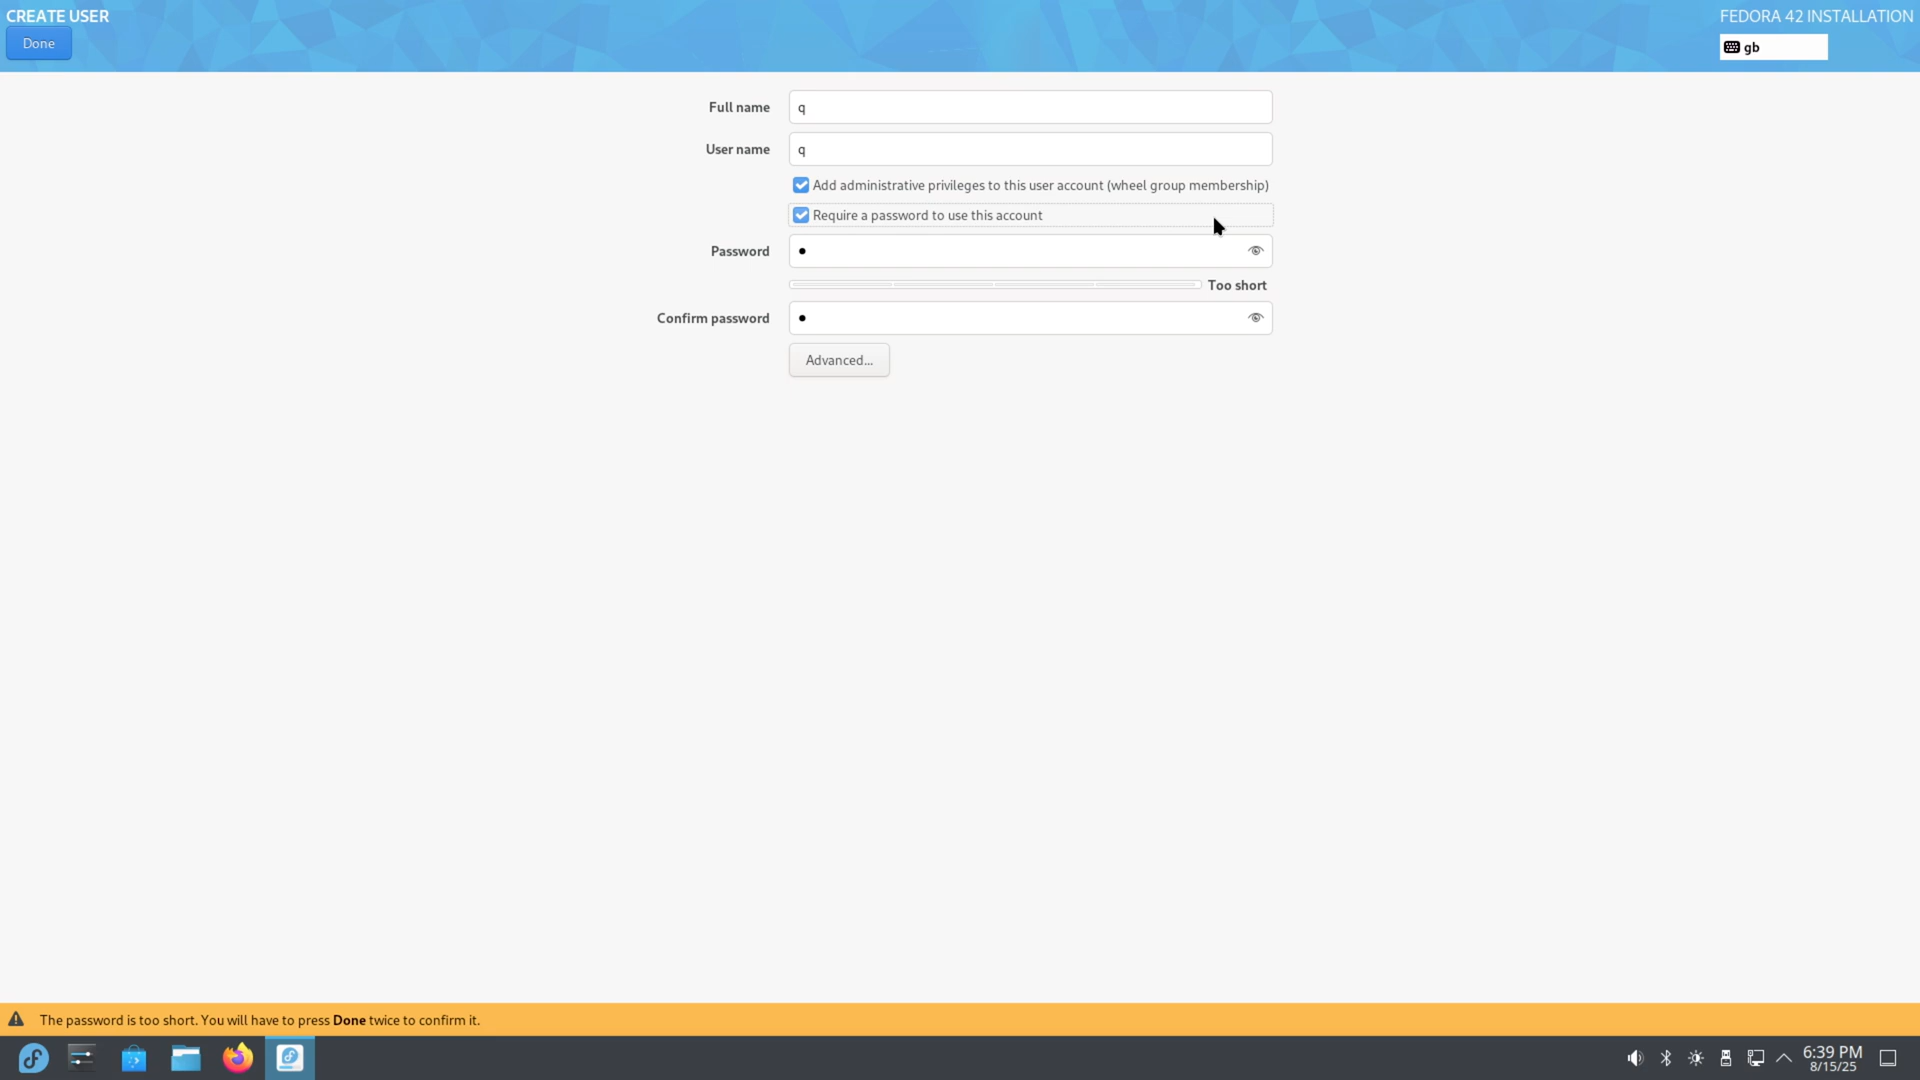 CREATE USER
FEDORA 42 INSTALLATION
Done
gb
Full name
q
User name
q
Add administrative privileges to this user account (wheel group membership)
Require a password to use this account
Password
Too short
Confirm password
Advanced...
The password is too short. You will have to press Done twice to confirm it.
6:39 PM
8/15/25